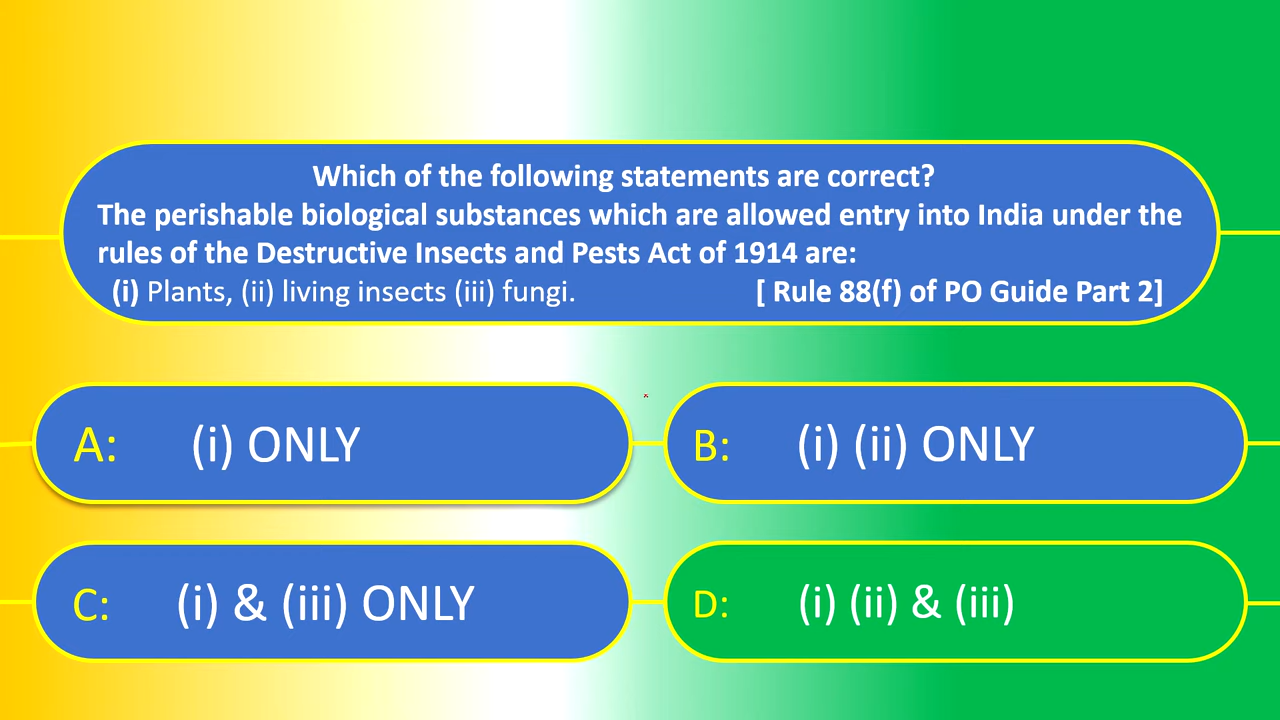 Which of the following statements are correct?
The perishable biological substances which are allowed entry into India under the
rules of the Destructive Insects and Pests Act of 1914 are:
(i) Plants, (ii) living insects (iii) fungi. [ Rule 88(f) of PO Guide Part 2]
A: (i) ONLY
B: (i) (ii) ONLY
C: (i) & (iii) ONLY
D: (i) (ii) & (iii)